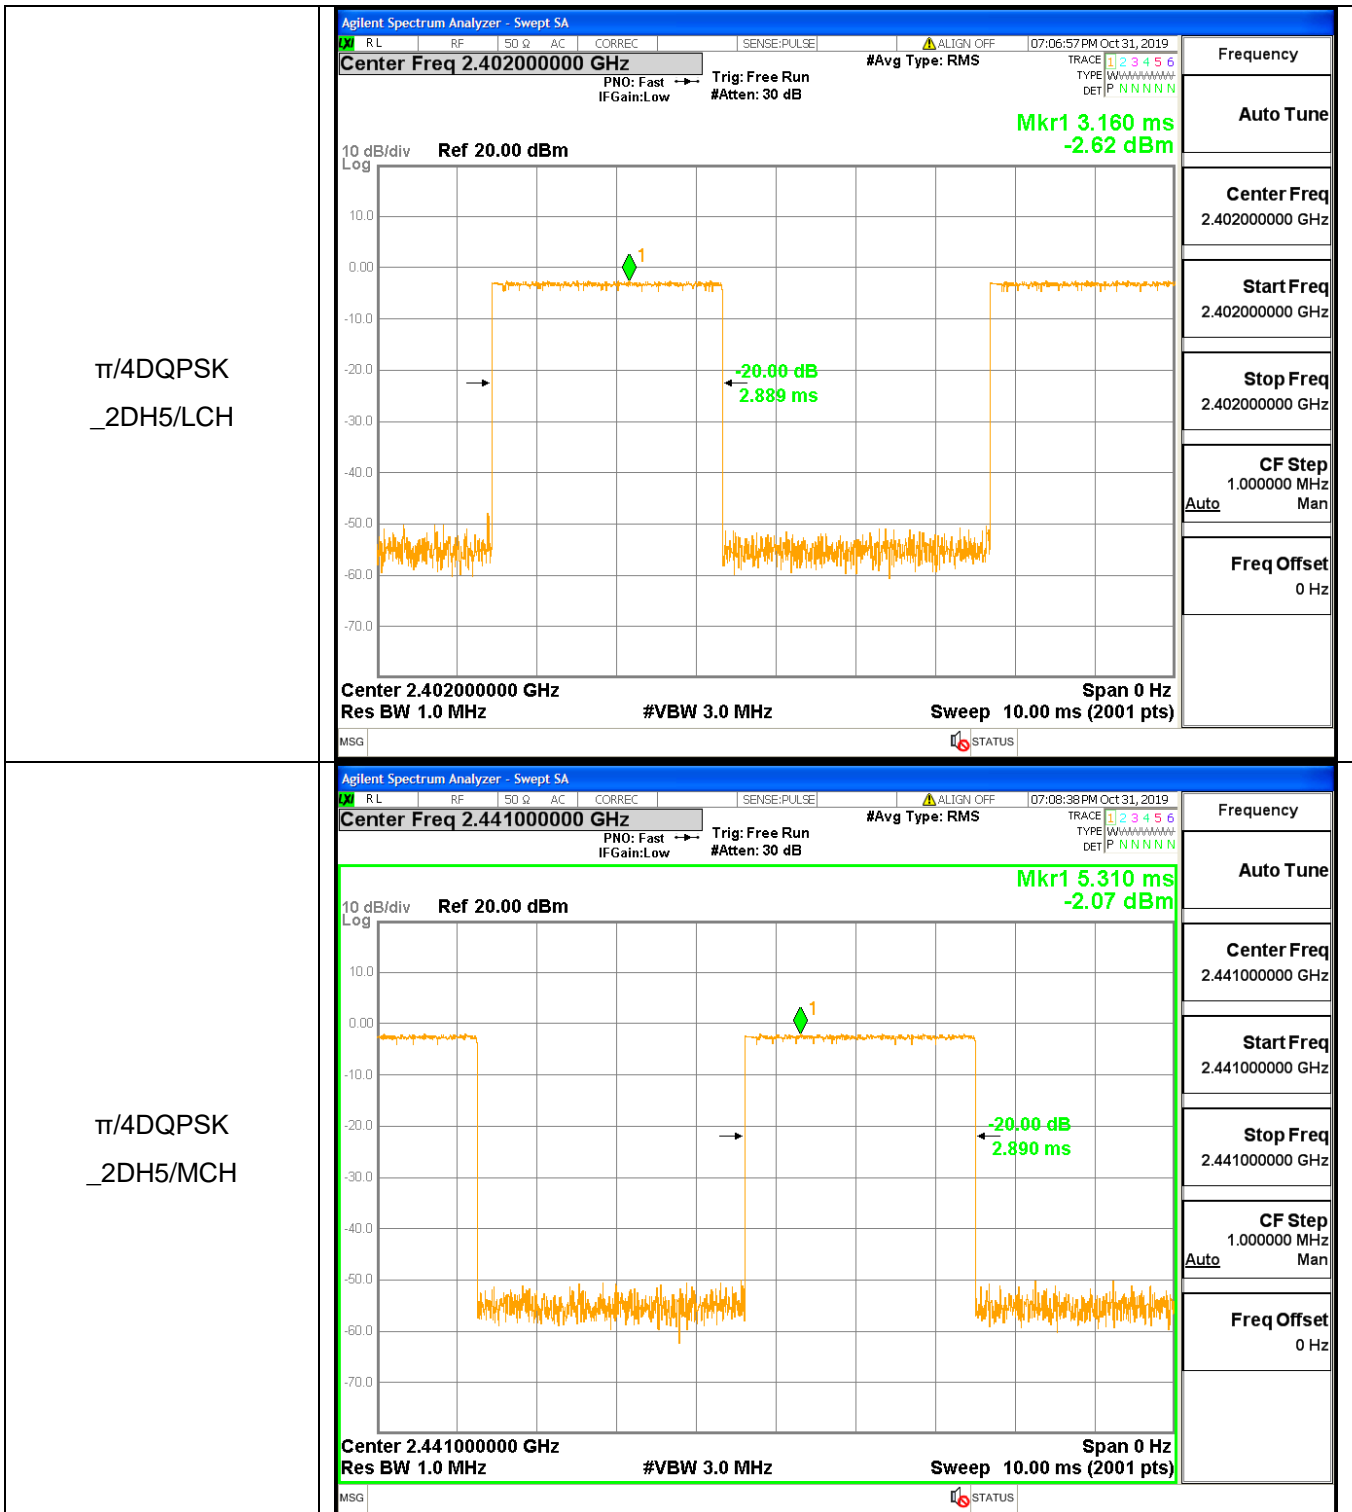 π/4DQPSK
_2DH5/LCH
Agilent Spectrum Analyzer - Swept SA
LXI RL RF 50 Ω AC CORREC SENSE:PULSE ALIGN OFF 07:06:57 PM Oct 31, 2019
Center Freq 2.402000000 GHz #Avg Type: RMS TRACE 1 2 3 4 5 6
PNO: Fast Trig: Free Run TYPE WWWWWW
IFGain:Low #Atten: 30 dB DET P N N N N N
Mkr1 3.160 ms
-2.62 dBm
10 dB/div Ref 20.00 dBm
Log
10.0
1
0.00
-10.0
-20.0
-20.00 dB
2.889 ms
-30.0
-40.0
-50.0
-60.0
-70.0
Center 2.402000000 GHz Span 0 Hz
Res BW 1.0 MHz #VBW 3.0 MHz Sweep 10.00 ms (2001 pts)
MSG STATUS
Frequency
Auto Tune
Center Freq
2.402000000 GHz
Start Freq
2.402000000 GHz
Stop Freq
2.402000000 GHz
CF Step
1.000000 MHz
Auto Man
Freq Offset
0 Hz
π/4DQPSK
_2DH5/MCH
Agilent Spectrum Analyzer - Swept SA
LXI RL RF 50 Ω AC CORREC SENSE:PULSE ALIGN OFF 07:08:38 PM Oct 31, 2019
Center Freq 2.441000000 GHz #Avg Type: RMS TRACE 1 2 3 4 5 6
PNO: Fast Trig: Free Run TYPE WWWWWW
IFGain:Low #Atten: 30 dB DET P N N N N N
Mkr1 5.310 ms
-2.07 dBm
10 dB/div Ref 20.00 dBm
Log
10.0
1
0.00
-10.0
-20.0
-20.00 dB
2.890 ms
-30.0
-40.0
-50.0
-60.0
-70.0
Center 2.441000000 GHz Span 0 Hz
Res BW 1.0 MHz #VBW 3.0 MHz Sweep 10.00 ms (2001 pts)
MSG STATUS
Frequency
Auto Tune
Center Freq
2.441000000 GHz
Start Freq
2.441000000 GHz
Stop Freq
2.441000000 GHz
CF Step
1.000000 MHz
Auto Man
Freq Offset
0 Hz